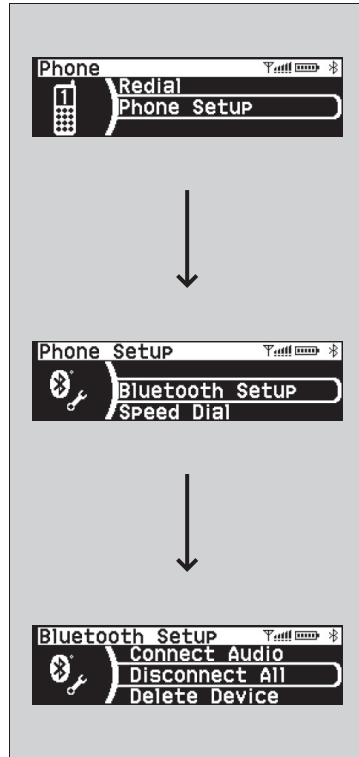 Phone
Redial
1
Phone Setup
Phone Setup
Bluetooth Setup
Speed Dial
Bluetooth Setup
Connect Audio
Disconnect All
Delete Device